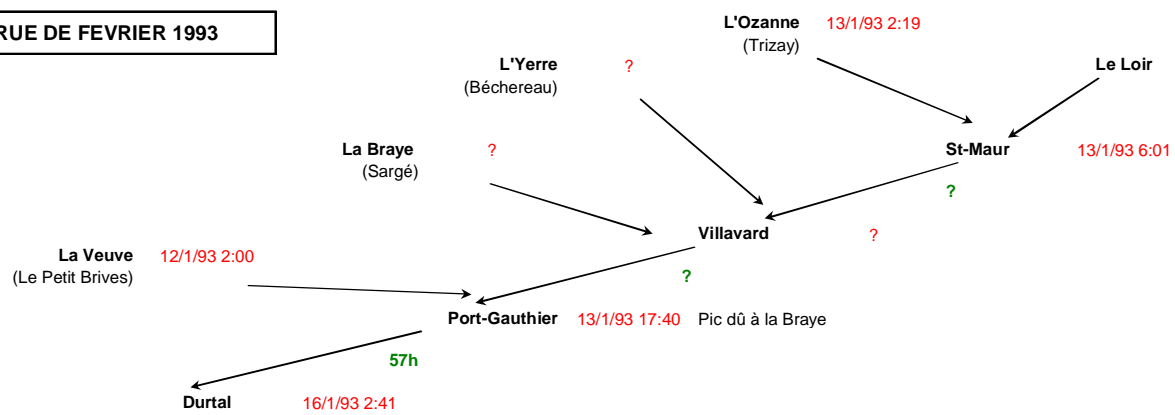 RUE DE FEVRIER 1993
L'Ozanne 13/1/93 2:19
(Trizay)
L'Yerre ?
(Béchereau)
Le Loir
La Braye ?
(Sargé)
St-Maur 13/1/93 6:01
?
Villavard ?
La Veuve 12/1/93 2:00
(Le Petit Brives)
?
Port-Gauthier 13/1/93 17:40 Pic dû à la Braye
57h
Durtal 16/1/93 2:41